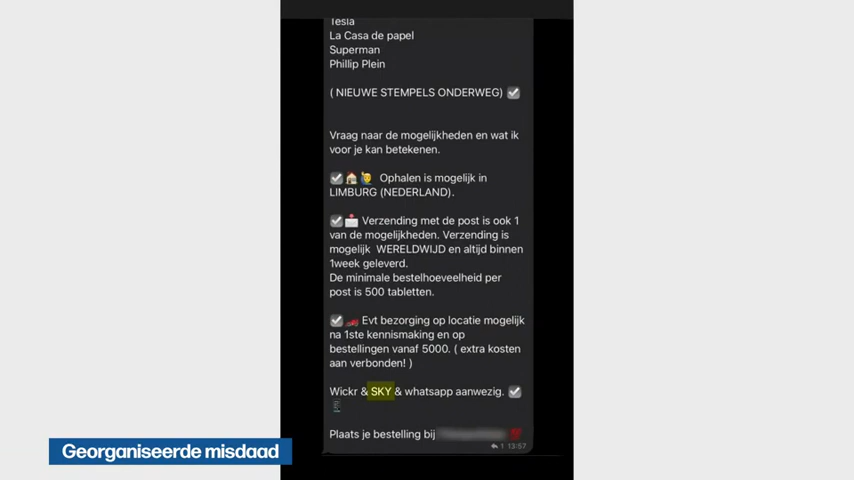 Tesla
La Casa de papel
Superman
Phillip Plein
( NIEUWE STEMPELS ONDERWEG) ☑️
Vraag naar de mogelijkheden en wat ik
voor je kan betekenen.
☑️🏠🙋‍♂️ Ophalen is mogelijk in
LIMBURG (NEDERLAND).
☑️📩 Verzending met de post is ook 1
van de mogelijkheden. Verzending is
mogelijk WERELDWIJD en altijd binnen
1week geleverd.
De minimale bestelhoeveelheid per
post is 500 tabletten.
☑️🏎️ Evt bezorging op locatie mogelijk
na 1ste kennismaking en op
bestellingen vanaf 5000. ( extra kosten
aan verbonden! )
Wickr & SKY & whatsapp aanwezig. ☑️
Plaats je bestelling bij 💯
1 13:57
Georganiseerde misdaad